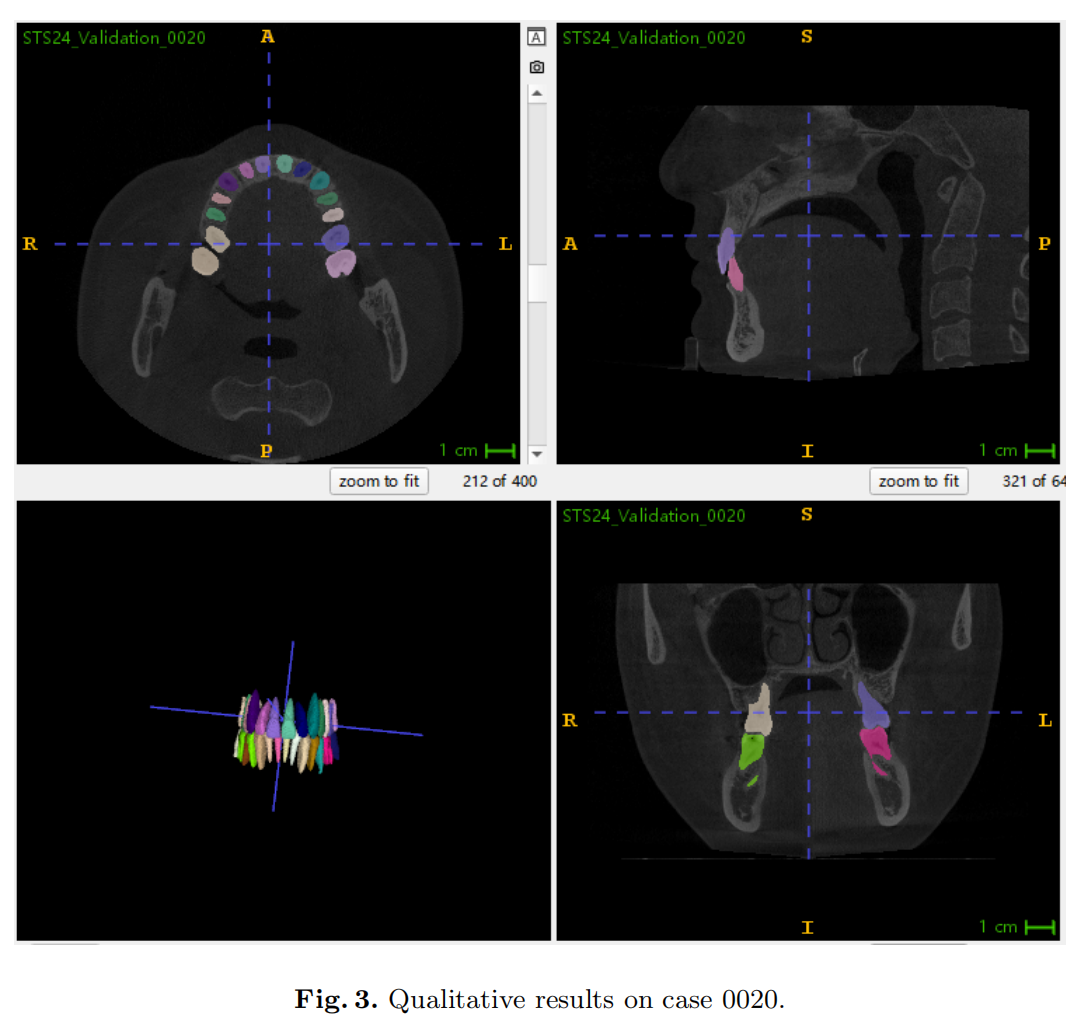 STS24_Validation_0020
A
A
R
L
P
1 cm
zoom to fit
212 of 400
STS24_Validation_0020
S
A
P
I
1 cm
zoom to fit
321 of 64
STS24_Validation_0020
S
R
L
I
1 cm
Fig. 3. Qualitative results on case 0020.